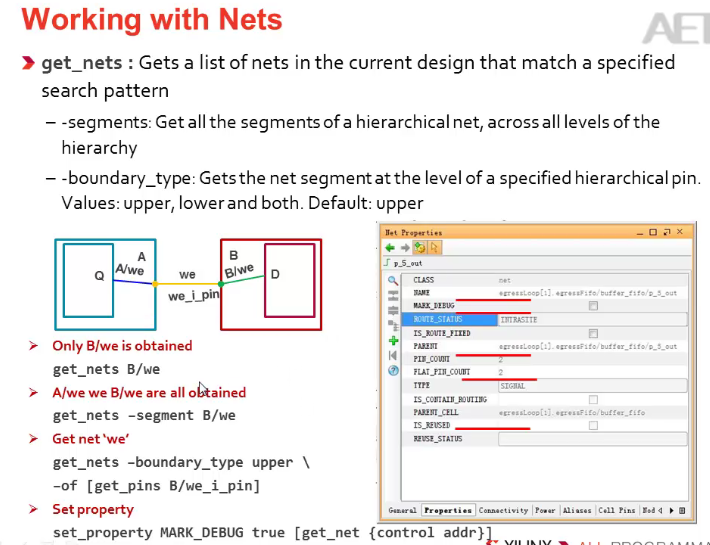 Working with Nets
AET
get_nets : Gets a list of nets in the current design that match a specified
search pattern
– -segments: Get all the segments of a hierarchical net, across all levels of the
hierarchy
– -boundary_type: Gets the net segment at the level of a specified hierarchical pin.
Values: upper, lower and both. Default: upper
A
Q
A/we
we
we_i_pin
B
B/we
D
Only B/we is obtained
get_nets B/we
A/we we B/we are all obtained
get_nets –segment B/we
Get net ‘we’
get_nets –boundary_type upper \
–of [get_pins B/we_i_pin]
Set property
set_property MARK_DEBUG true [get_net {control addr}]
Net Properties
p_5_out
CLASS net
NAME egressLoop[1].egressFifo/buffer_fifo/p_5_out
MARK_DEBUG
ROUTE_STATUS INTRASITE
IS_ROUTE_FIXED
PARENT egressLoop[1].egressFifo/buffer_fifo/p_5_out
PIN_COUNT 2
FLAT_PIN_COUNT 2
TYPE SIGNAL
IS_CONTAIN_ROUTING
PARENT_CELL egressLoop[1].egressFifo/buffer_fifo
IS_REUSED
REUSE_STATUS
General Properties Connectivity Power Aliases Cell Pins Nod
XILINX ALL PROGRAMMA